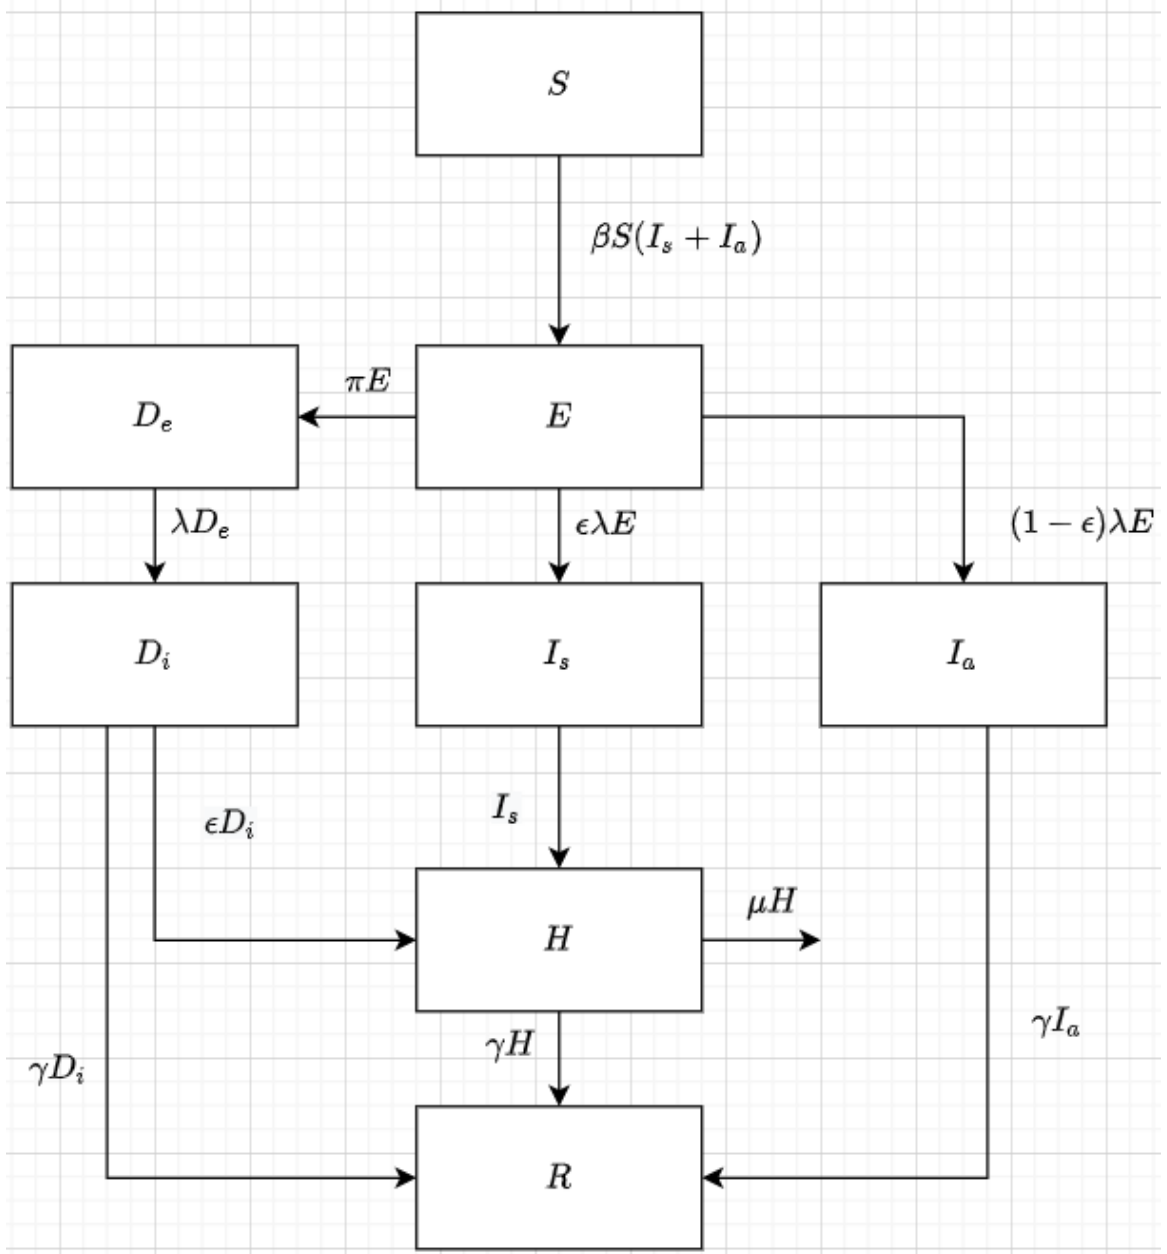 S
βS(I_s + I_a)
πE
D_e
E
λD_e
ϵλE
(1 − ϵ)λE
D_i
I_s
I_a
I_s
ϵD_i
μH
H
γI_a
γH
γD_i
R